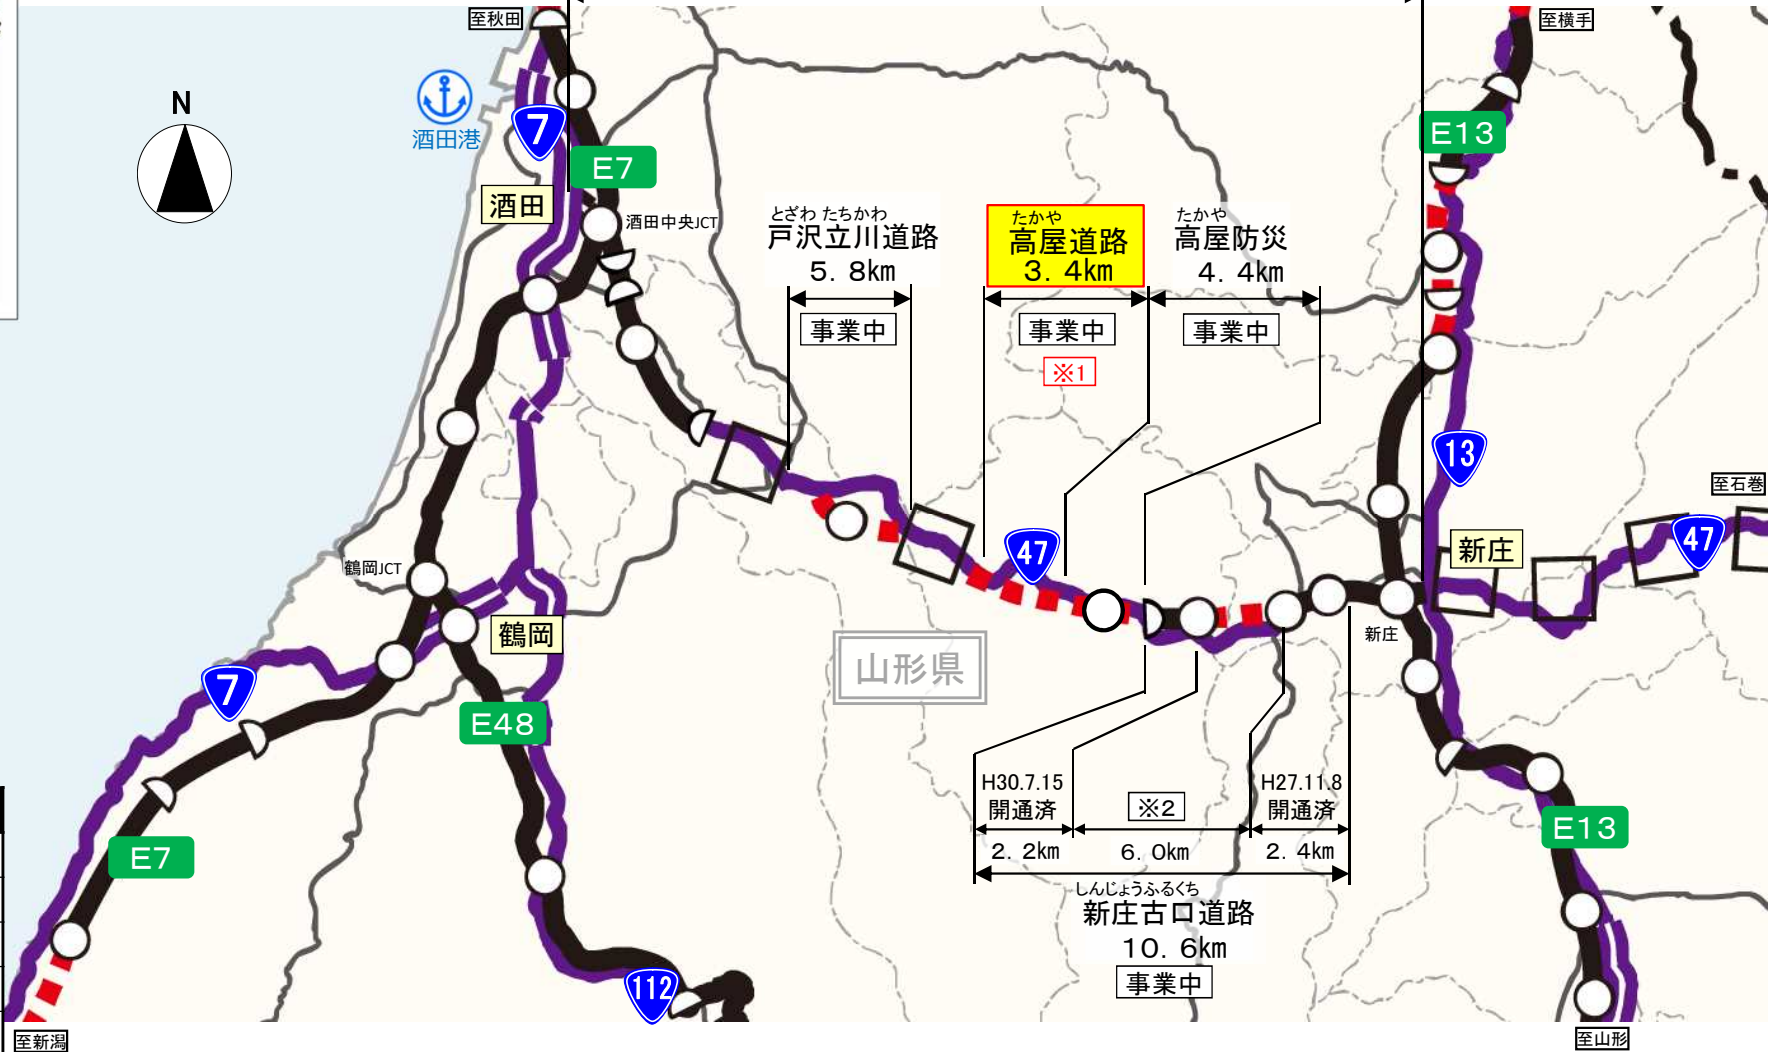 至秋田
至横手
N
酒田港
7
E7
E13
酒田
酒田中央JCT
とざわ たちかわ
戸沢立川道路
5. 8km
事業中
たかや
高屋道路
3. 4km
事業中
※1
たかや
高屋防災
4. 4km
事業中
13
至石巻
47
47
新庄
鶴岡JCT
鶴岡
新庄
山形県
7
E48
H30.7.15
開通済
※2
H27.11.8
開通済
2. 2km
6. 0km
2. 4km
しんじょうふるくち
新庄古口道路
10. 6km
事業中
E7
E13
112
至新潟
至山形